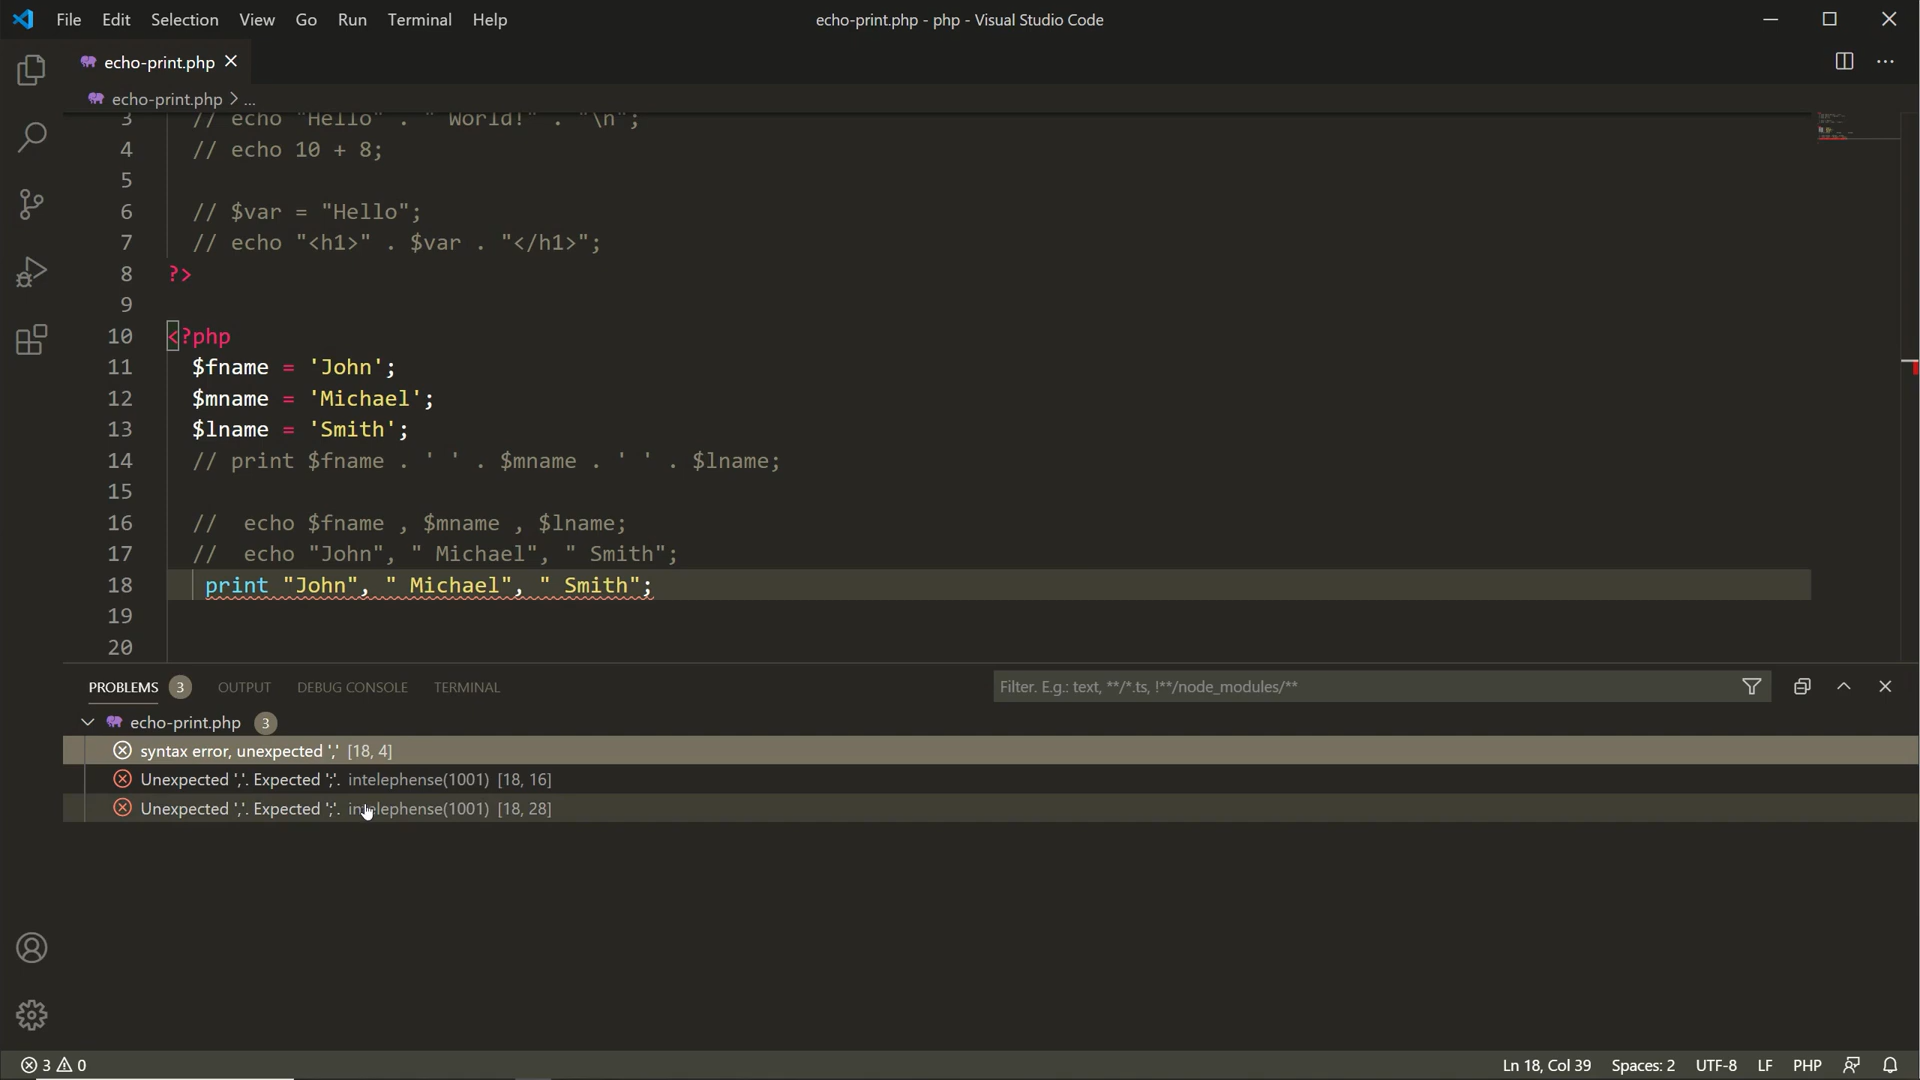 File Edit Selection View Go Run Terminal Help
echo-print.php - php - Visual Studio Code
echo-print.php
echo-print.php > ...
3 // echo "Hello" . " World!" . "\n";
4 // echo 10 + 8;
5
6 // $var = "Hello";
7 // echo "<h1>" . $var . "</h1>";
8 ?>
9
10 <?php
11 $fname = 'John';
12 $mname = 'Michael';
13 $lname = 'Smith';
14 // print $fname . ' ' . $mname . ' ' . $lname;
15
16 //  echo $fname , $mname , $lname;
17 //  echo "John", " Michael", " Smith";
18 print "John", " Michael", " Smith";
19
20
PROBLEMS 3 OUTPUT DEBUG CONSOLE TERMINAL
Filter. E.g.: text, **/*.ts, !**/node_modules/**
echo-print.php 3
syntax error, unexpected ',' [18, 4]
Unexpected ','. Expected ';'. intelephense(1001) [18, 16]
Unexpected ','. Expected ';'. intelephense(1001) [18, 28]
3 0
Ln 18, Col 39 Spaces: 2 UTF-8 LF PHP